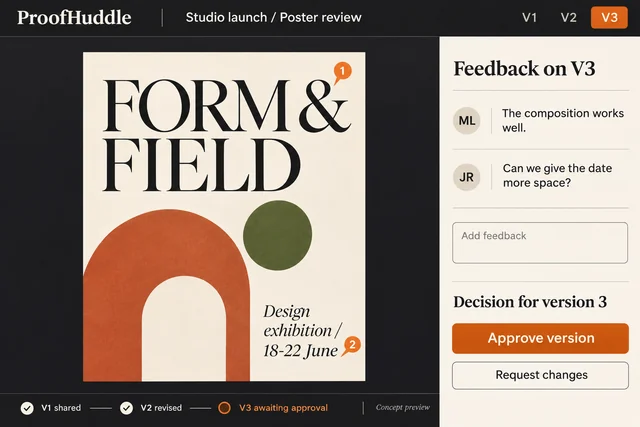 ProofHuddle
Studio launch / Poster review
V1 V2 V3
1
FORM &
FIELD
Design
exhibition /
18-22 June
2
Feedback on V3
ML
The composition works
well.
JR
Can we give the date
more space?
Add feedback
Decision for version 3
Approve version
Request changes
V1 shared
V2 revised
V3 awaiting approval
Concept preview